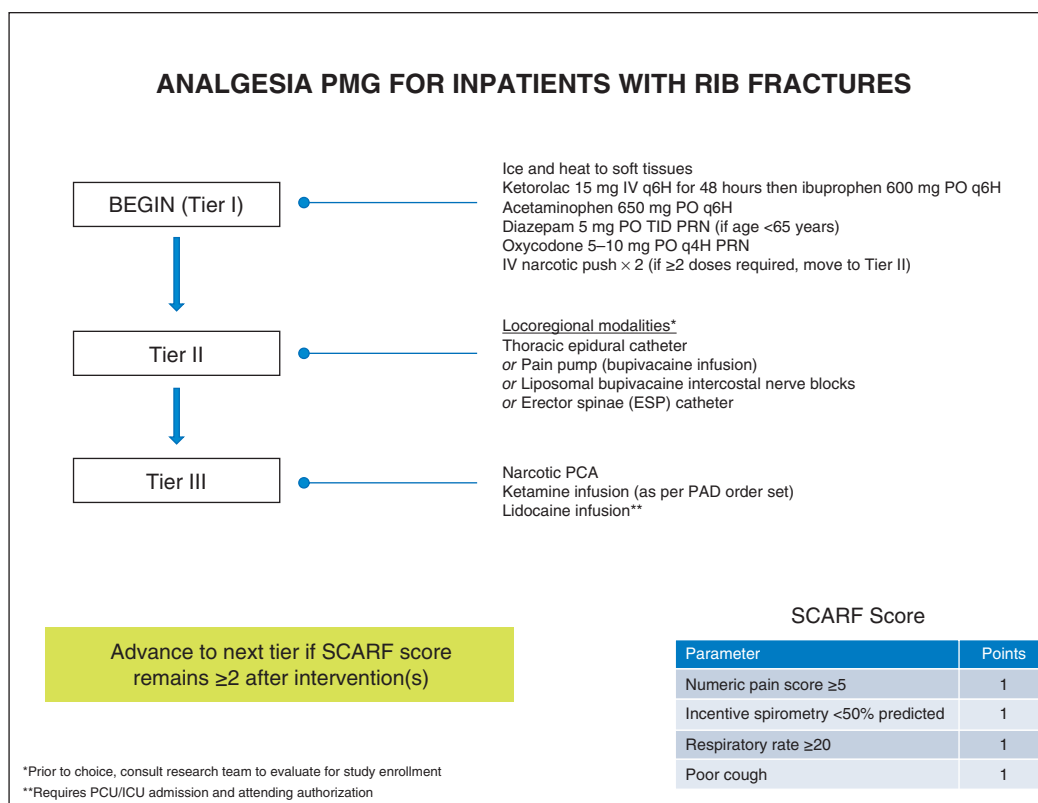 ANALGESIA PMG FOR INPATIENTS WITH RIB FRACTURES
BEGIN (Tier I)
Ice and heat to soft tissues
Ketorolac 15 mg IV q6H for 48 hours then ibuprophen 600 mg PO q6H
Acetaminophen 650 mg PO q6H
Diazepam 5 mg PO TID PRN (if age <65 years)
Oxycodone 5–10 mg PO q4H PRN
IV narcotic push × 2 (if ≥2 doses required, move to Tier II)
Tier II
Locoregional modalities*
Thoracic epidural catheter
or Pain pump (bupivacaine infusion)
or Liposomal bupivacaine intercostal nerve blocks
or Erector spinae (ESP) catheter
Tier III
Narcotic PCA
Ketamine infusion (as per PAD order set)
Lidocaine infusion**
Advance to next tier if SCARF score
remains ≥2 after intervention(s)
SCARF Score
Parameter Points
Numeric pain score ≥5 1
Incentive spirometry <50% predicted 1
Respiratory rate ≥20 1
Poor cough 1
*Prior to choice, consult research team to evaluate for study enrollment
**Requires PCU/ICU admission and attending authorization